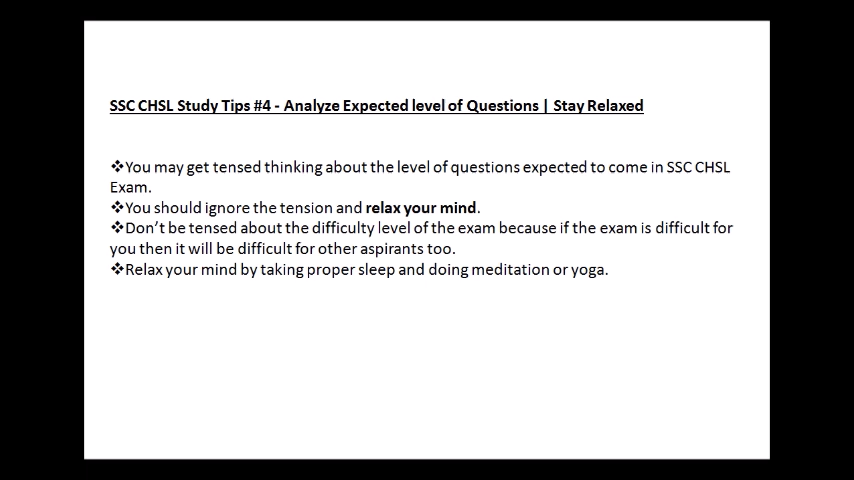 SSC CHSL Study Tips #4 - Analyze Expected level of Questions | Stay Relaxed
❖You may get tensed thinking about the level of questions expected to come in SSC CHSL
Exam.
❖You should ignore the tension and relax your mind.
❖Don't be tensed about the difficulty level of the exam because if the exam is difficult for
you then it will be difficult for other aspirants too.
❖Relax your mind by taking proper sleep and doing meditation or yoga.